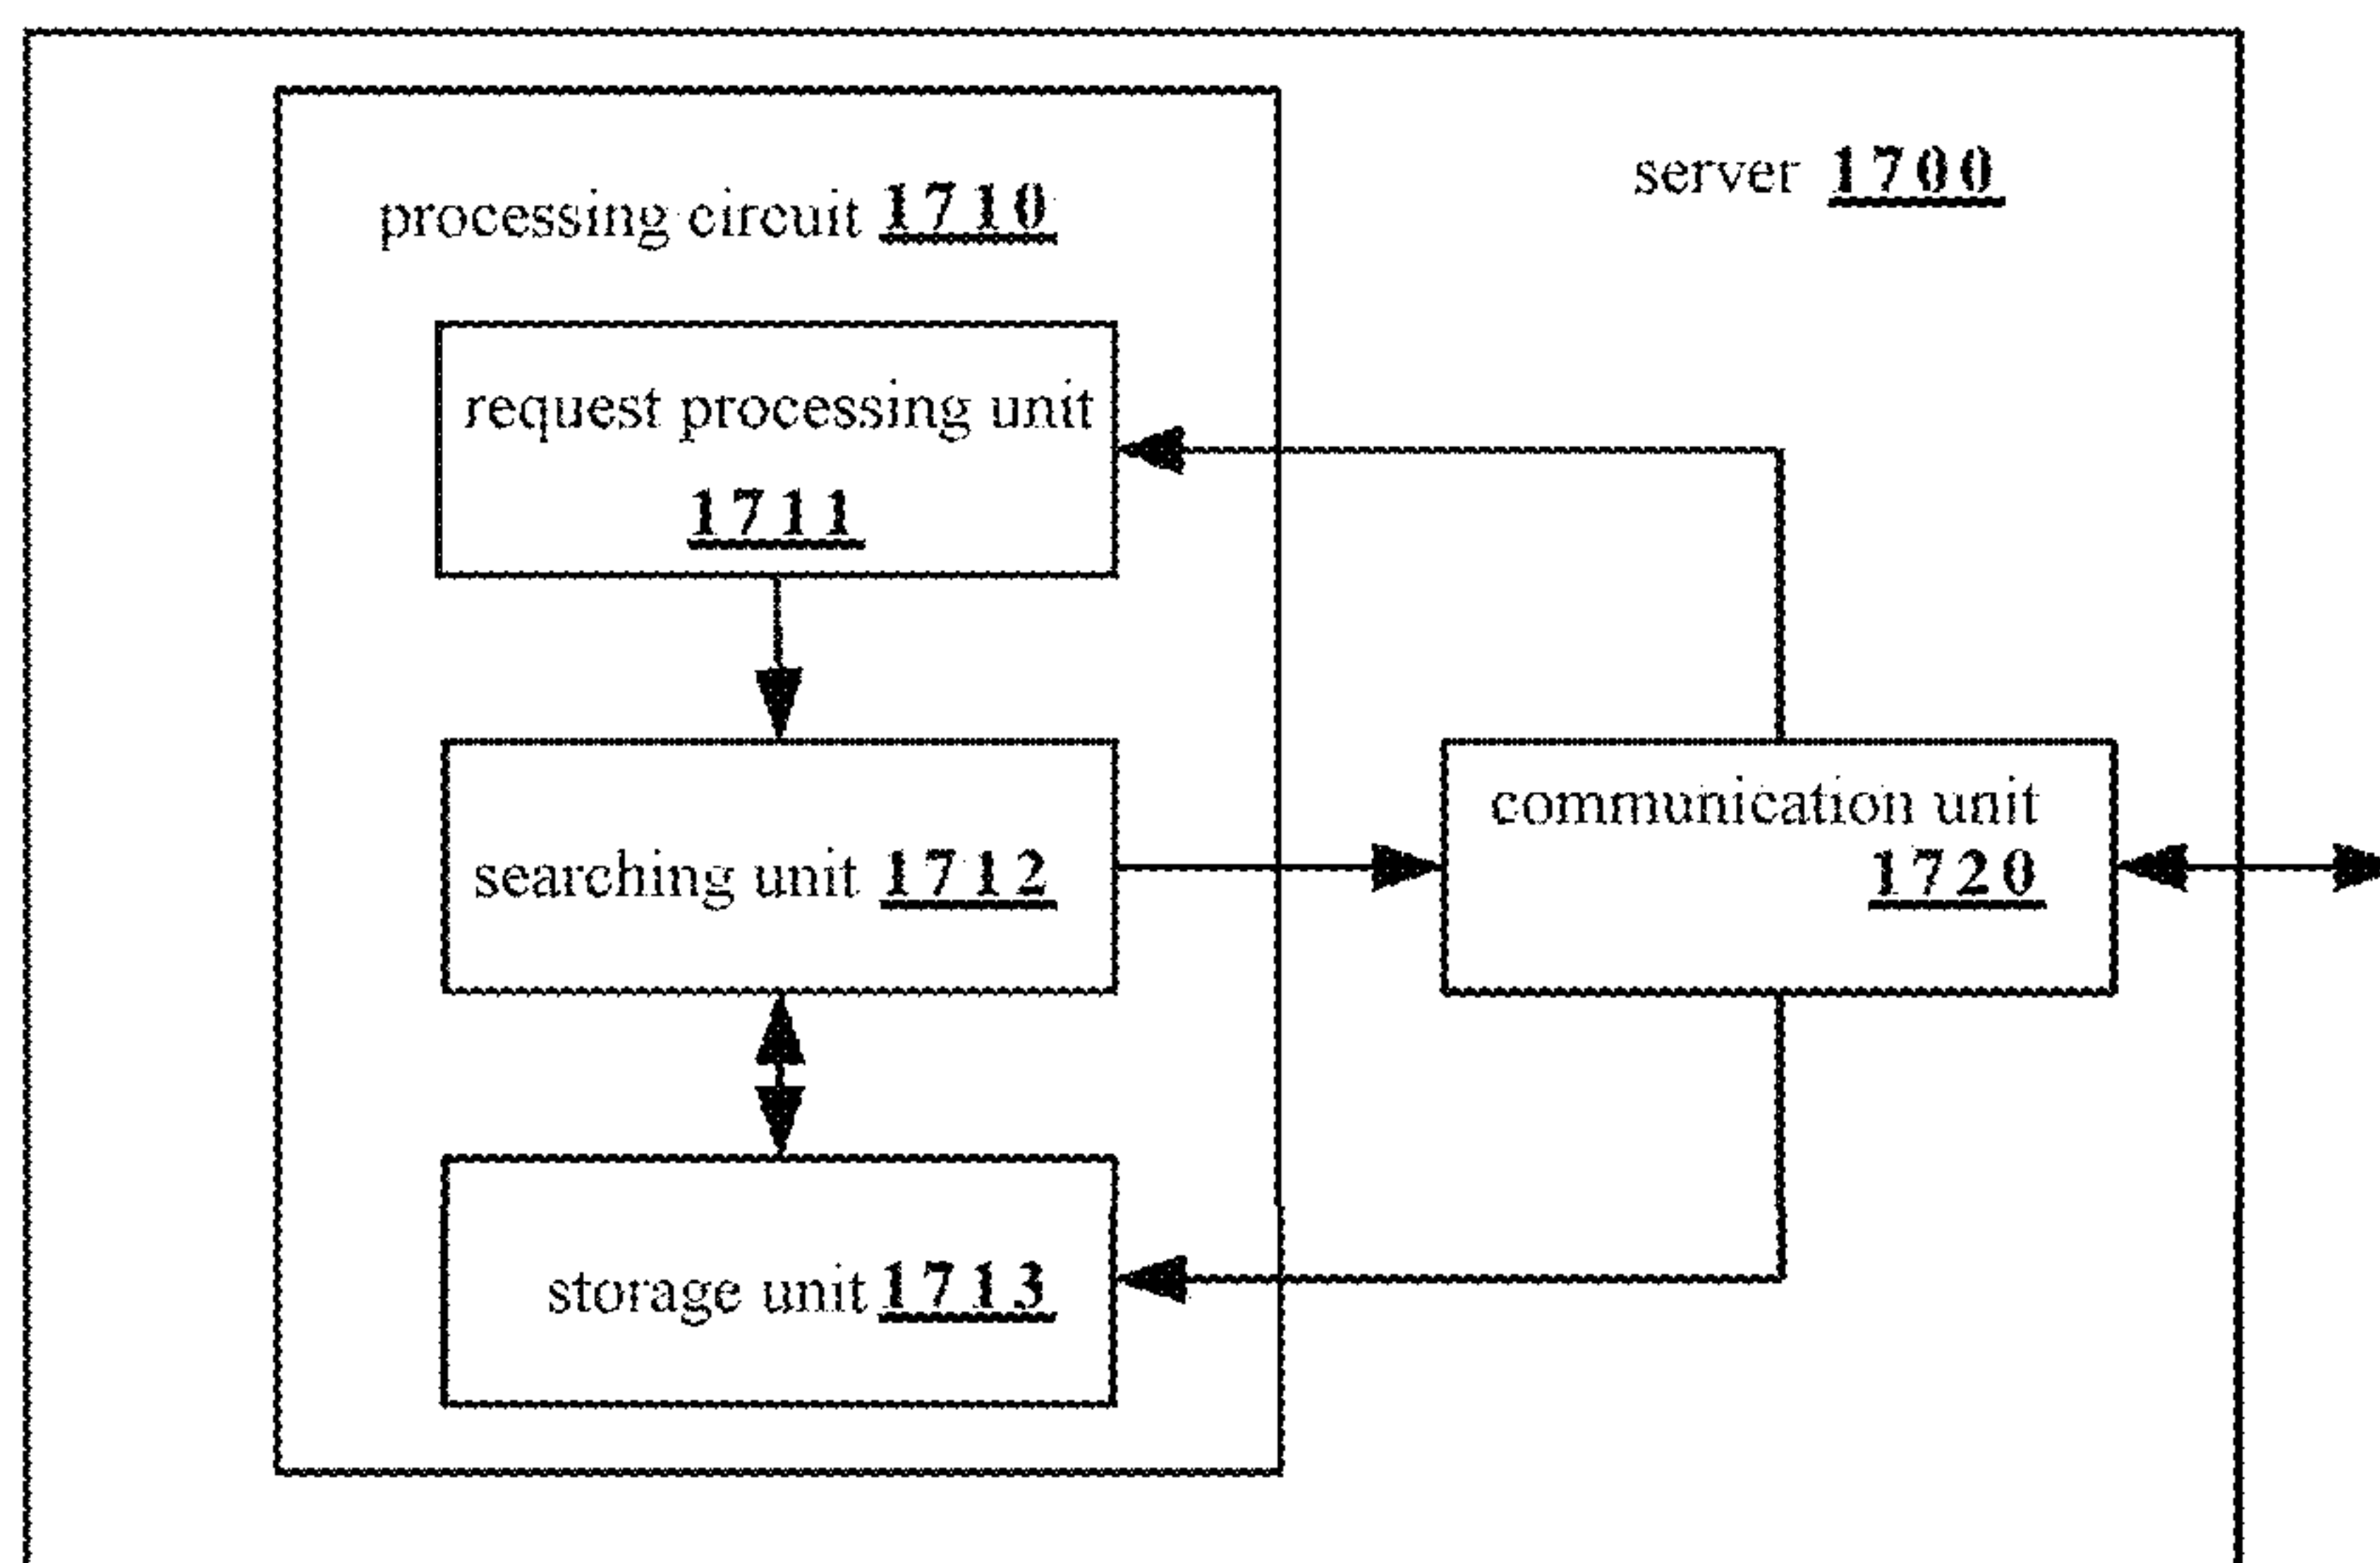 server 1700
processing circuit 1710
request processing unit
1711
searching unit 1712
communication unit
1720
storage unit 1713